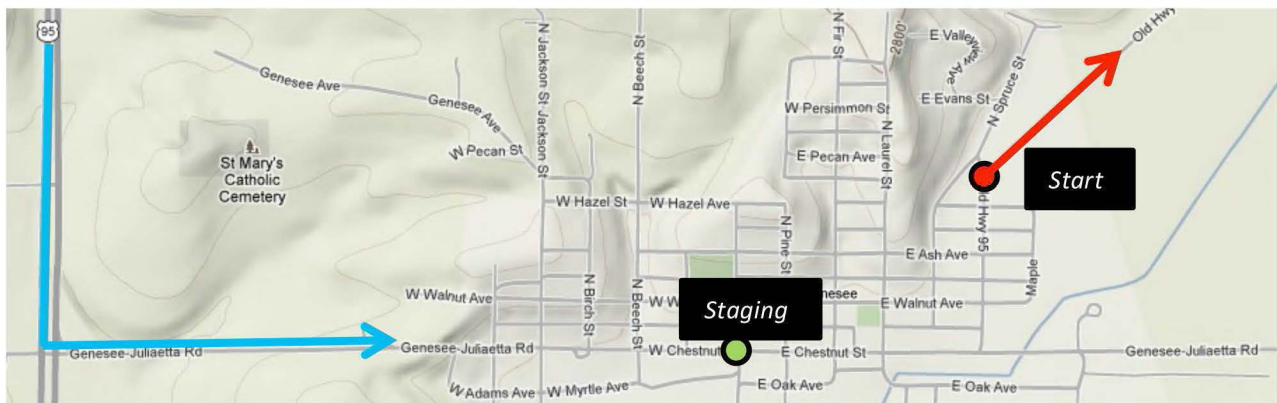 95
Genesee Ave
Genesee Ave
St Mary's
Catholic
Cemetery
W Pecan St
N Jackson St
Jackson St
N Beech St
N Fir St
2800'
E Valleyview Ave
E Evans St
N Spruce St
Old Hwy
W Persimmon St
E Pecan Ave
N Laurel St
Start
W Hazel St
W Hazel Ave
N Pine St
Old Hwy 95
E Ash Ave
Maple
N Birch St
N Beech St
W Walnut Ave
E Walnut Ave
Staging
Genesee-Juliaetta Rd
Genesee-Juliaetta Rd
W Chestnut
E Chestnut St
Genesee-Juliaetta Rd
W Adams Ave
W Myrtle Ave
E Oak Ave
E Oak Ave